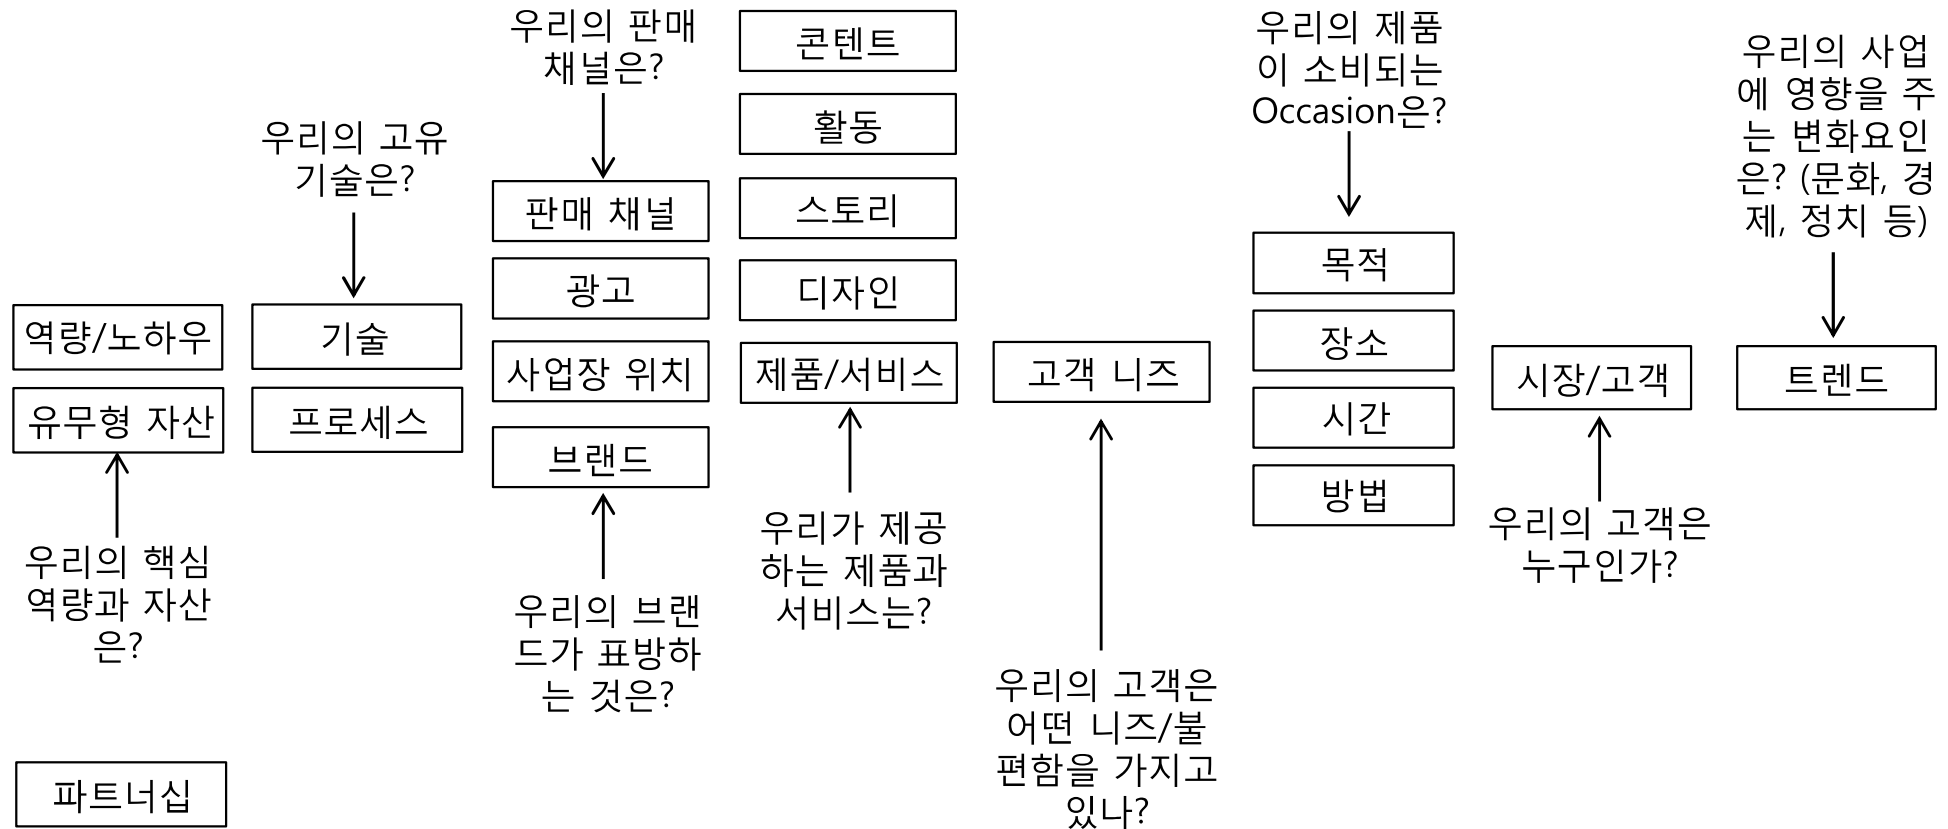 우리의 핵심
역량과 자산
은?
역량/노하우
유무형 자산
파트너십
우리의 고유
기술은?
기술
프로세스
우리의 판매
채널은?
판매 채널
광고
사업장 위치
브랜드
우리의 브랜
드가 표방하
는 것은?
콘텐트
활동
스토리
디자인
제품/서비스
우리가 제공
하는 제품과
서비스는?
고객 니즈
우리의 고객은
어떤 니즈/불
편함을 가지고
있나?
우리의 제품
이 소비되는
Occasion은?
목적
장소
시간
방법
시장/고객
우리의 고객은
누구인가?
우리의 사업
에 영향을 주
는 변화요인
은? (문화, 경
제, 정치 등)
트렌드